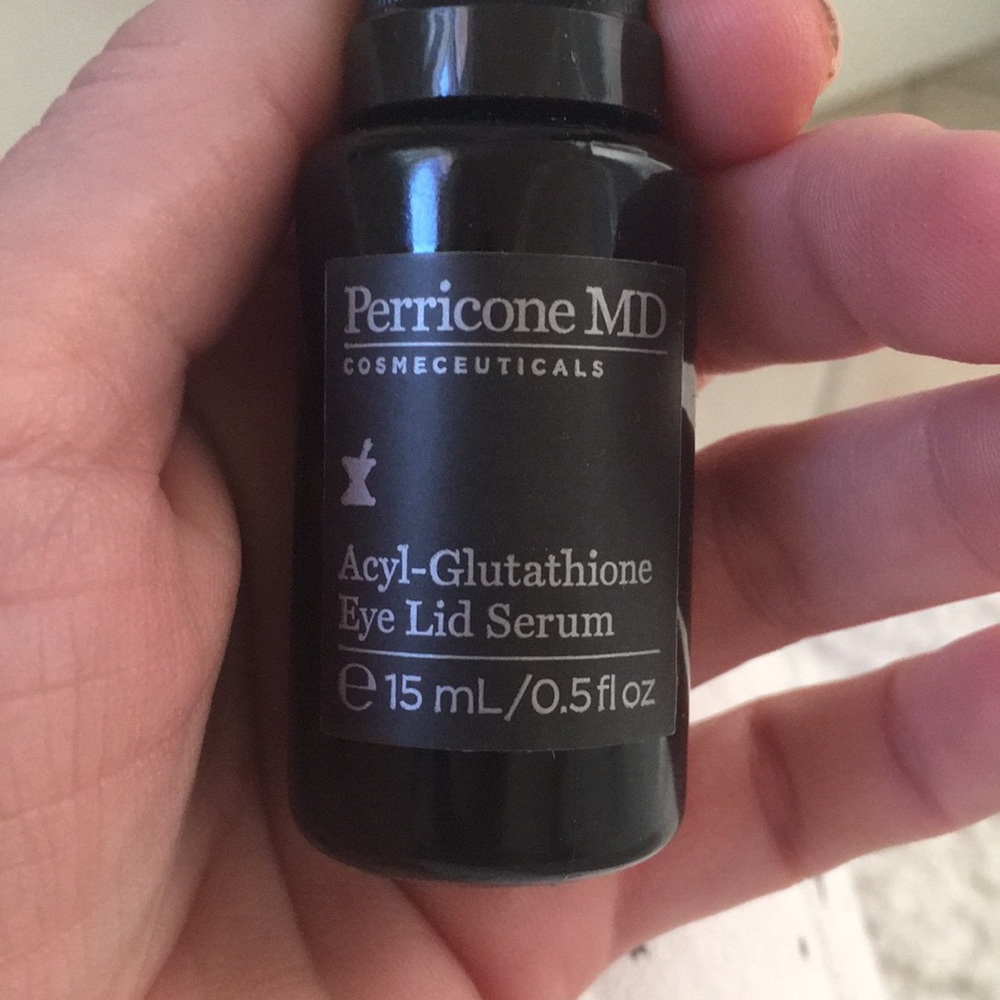 Perricone MD
COSMECEUTICALS
Acyl-Glutathione
Eye Lid Serum
℮ 15 mL/0.5 fl oz